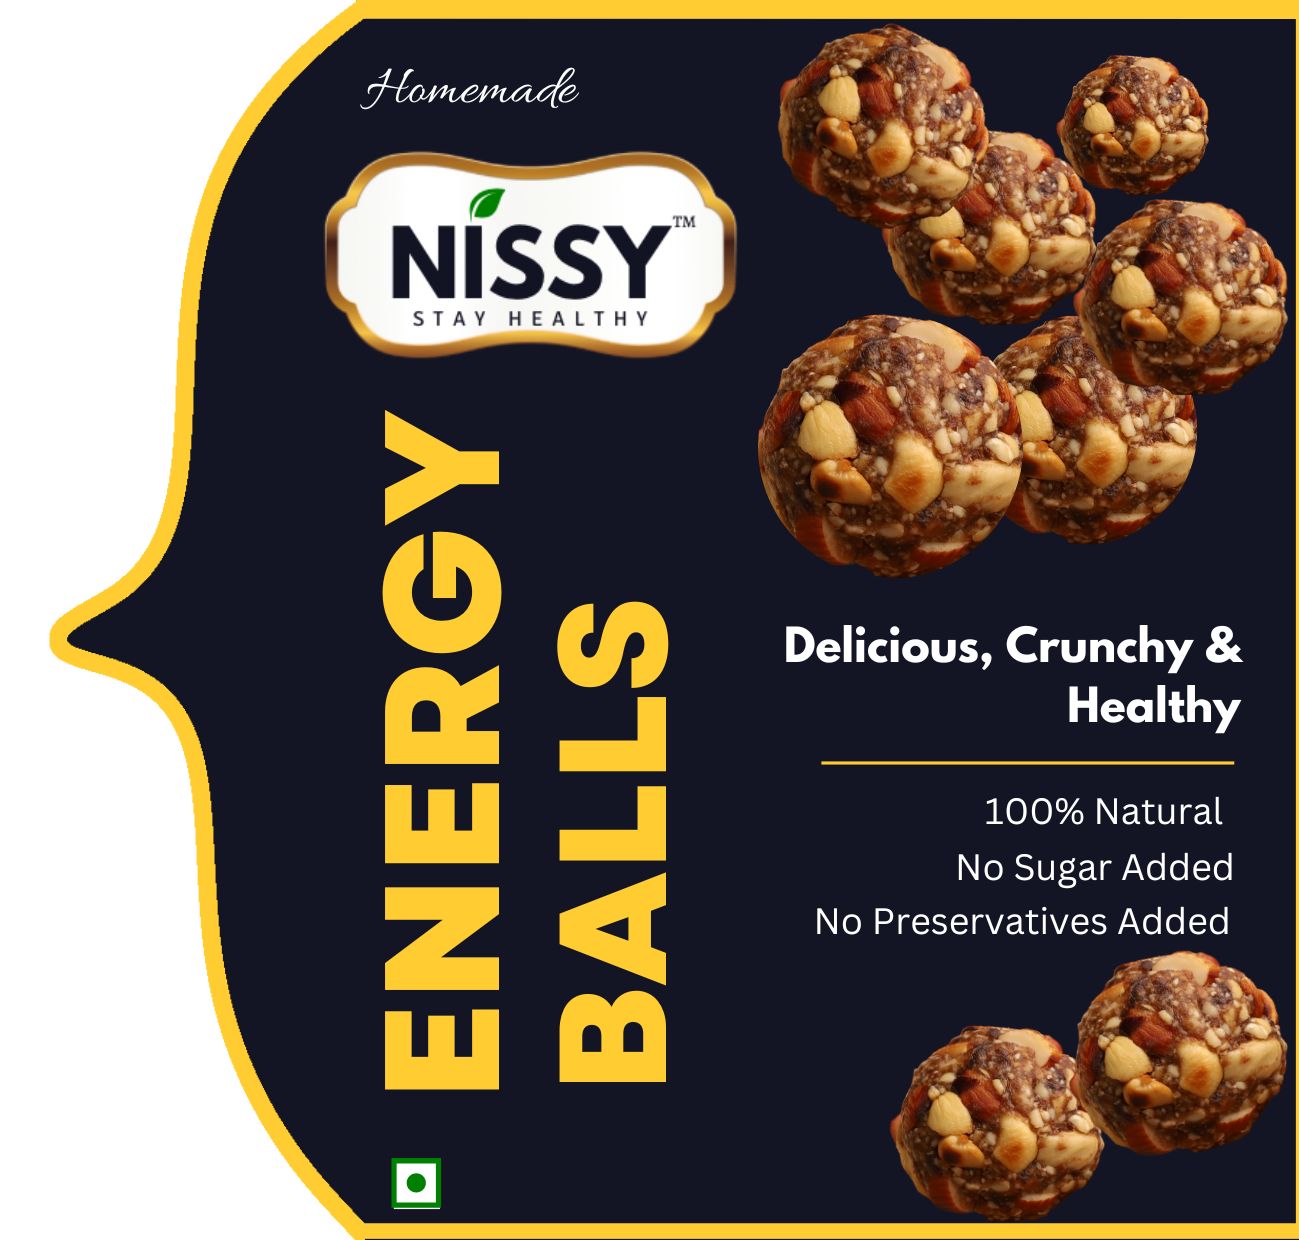 Homemade
NISSY™
STAY HEALTHY
ENERGY
BALLS
Delicious, Crunchy &
Healthy
100% Natural
No Sugar Added
No Preservatives Added